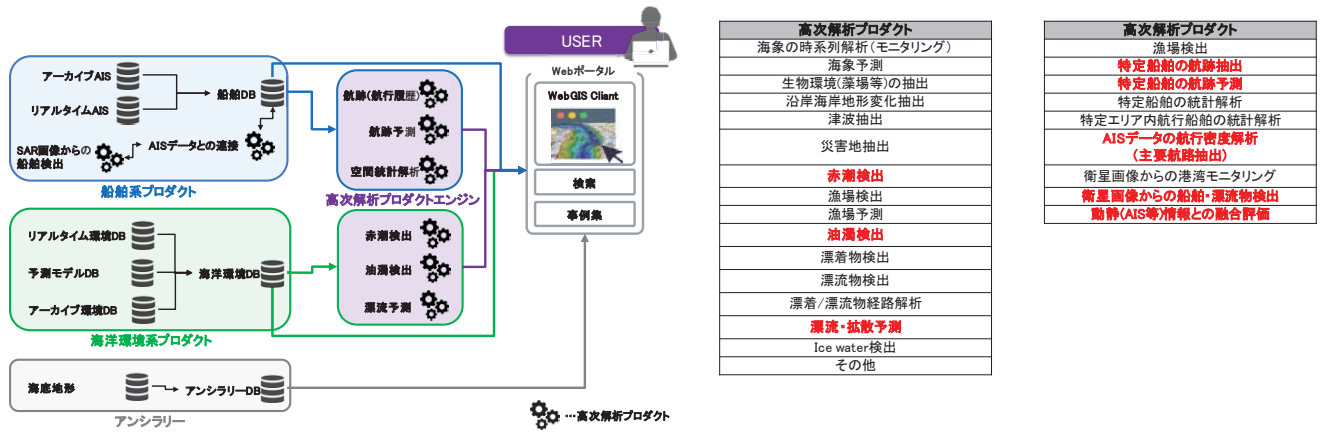 USER
Webポータル
WebGIS Client
検索
事例集
アーカイブAIS
リアルタイムAIS
船舶DB
SAR画像からの
船舶検出
AISデータとの連接
船舶系プロダクト
航跡(航行履歴)
航跡予測
空間統計解析
高次解析プロダクトエンジン
リアルタイム環境DB
予測モデルDB
アーカイブ環境DB
海洋環境DB
海洋環境系プロダクト
赤潮検出
油濁検出
漂流予測
海底地形
アンシラリーDB
アンシラリー
…高次解析プロダクト
高次解析プロダクト
海象の時系列解析(モニタリング)
海象予測
生物環境(藻場等)の抽出
沿岸海岸地形変化抽出
津波抽出
災害地抽出
赤潮検出
漁場検出
漁場予測
油濁検出
漂着物検出
漂流物検出
漂着/漂流物経路解析
漂流・拡散予測
Ice water検出
その他
高次解析プロダクト
漁場検出
特定船舶の航跡抽出
特定船舶の航跡予測
特定船舶の統計解析
特定エリア内航行船舶の統計解析
AISデータの航行密度解析
(主要航路抽出)
衛星画像からの港湾モニタリング
衛星画像からの船舶・漂流物検出
動静(AIS等)情報との融合評価